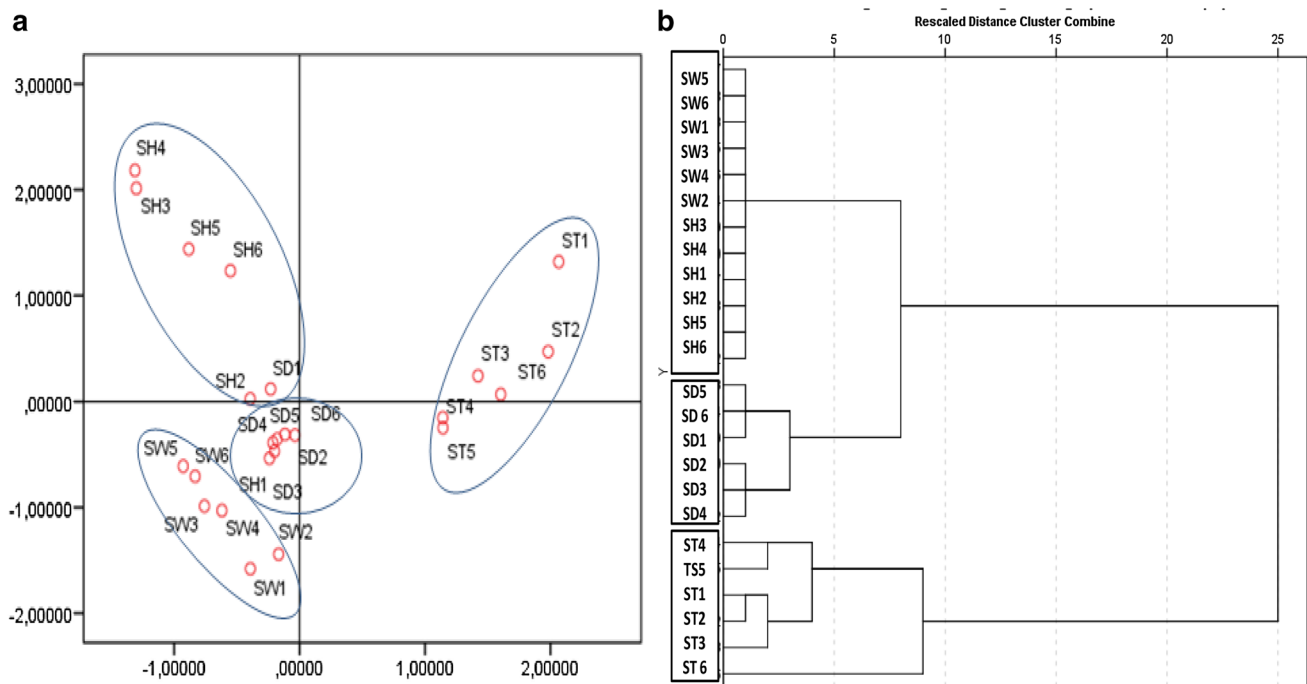 a
3,00000
2,00000
1,00000
,00000
-1,00000
-2,00000
-1,00000 ,00000 1,00000 2,00000
SH4
SH3
SH5
SH6
SH2 SD1
ST1
ST2
ST3
ST6
ST4
ST5
SD4 SD5 SD6
SD2
SH1
SD3
SW5
SW6
SW3
SW4
SW2
SW1
b
Rescaled Distance Cluster Combine
0 5 10 15 20 25
Y
SW5
SW6
SW1
SW3
SW4
SW2
SH3
SH4
SH1
SH2
SH5
SH6
SD5
SD 6
SD1
SD2
SD3
SD4
ST4
TS5
ST1
ST2
ST3
ST 6